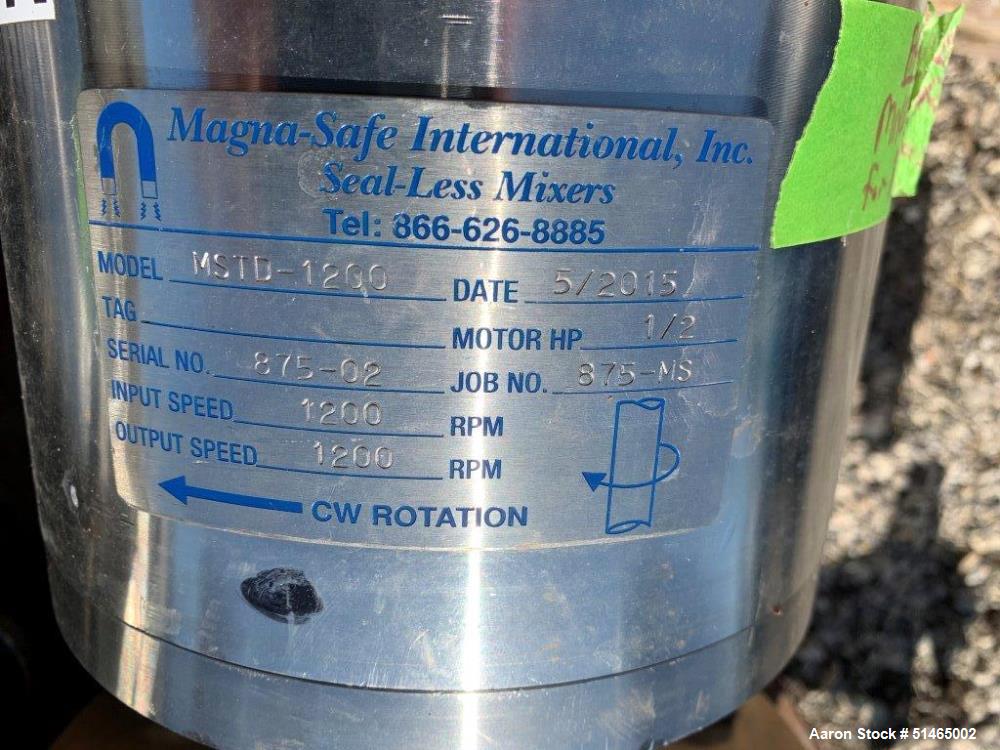 Magna-Safe International, Inc.
Seal-Less Mixers
Tel: 866-626-8885
MODEL MSTD-1200 DATE 5/2015
TAG MOTOR HP 1/2
SERIAL NO. 875-02 JOB NO. 875-MS
INPUT SPEED 1200 RPM
OUTPUT SPEED 1200 RPM
CW ROTATION
Aaron Stock # 51465002